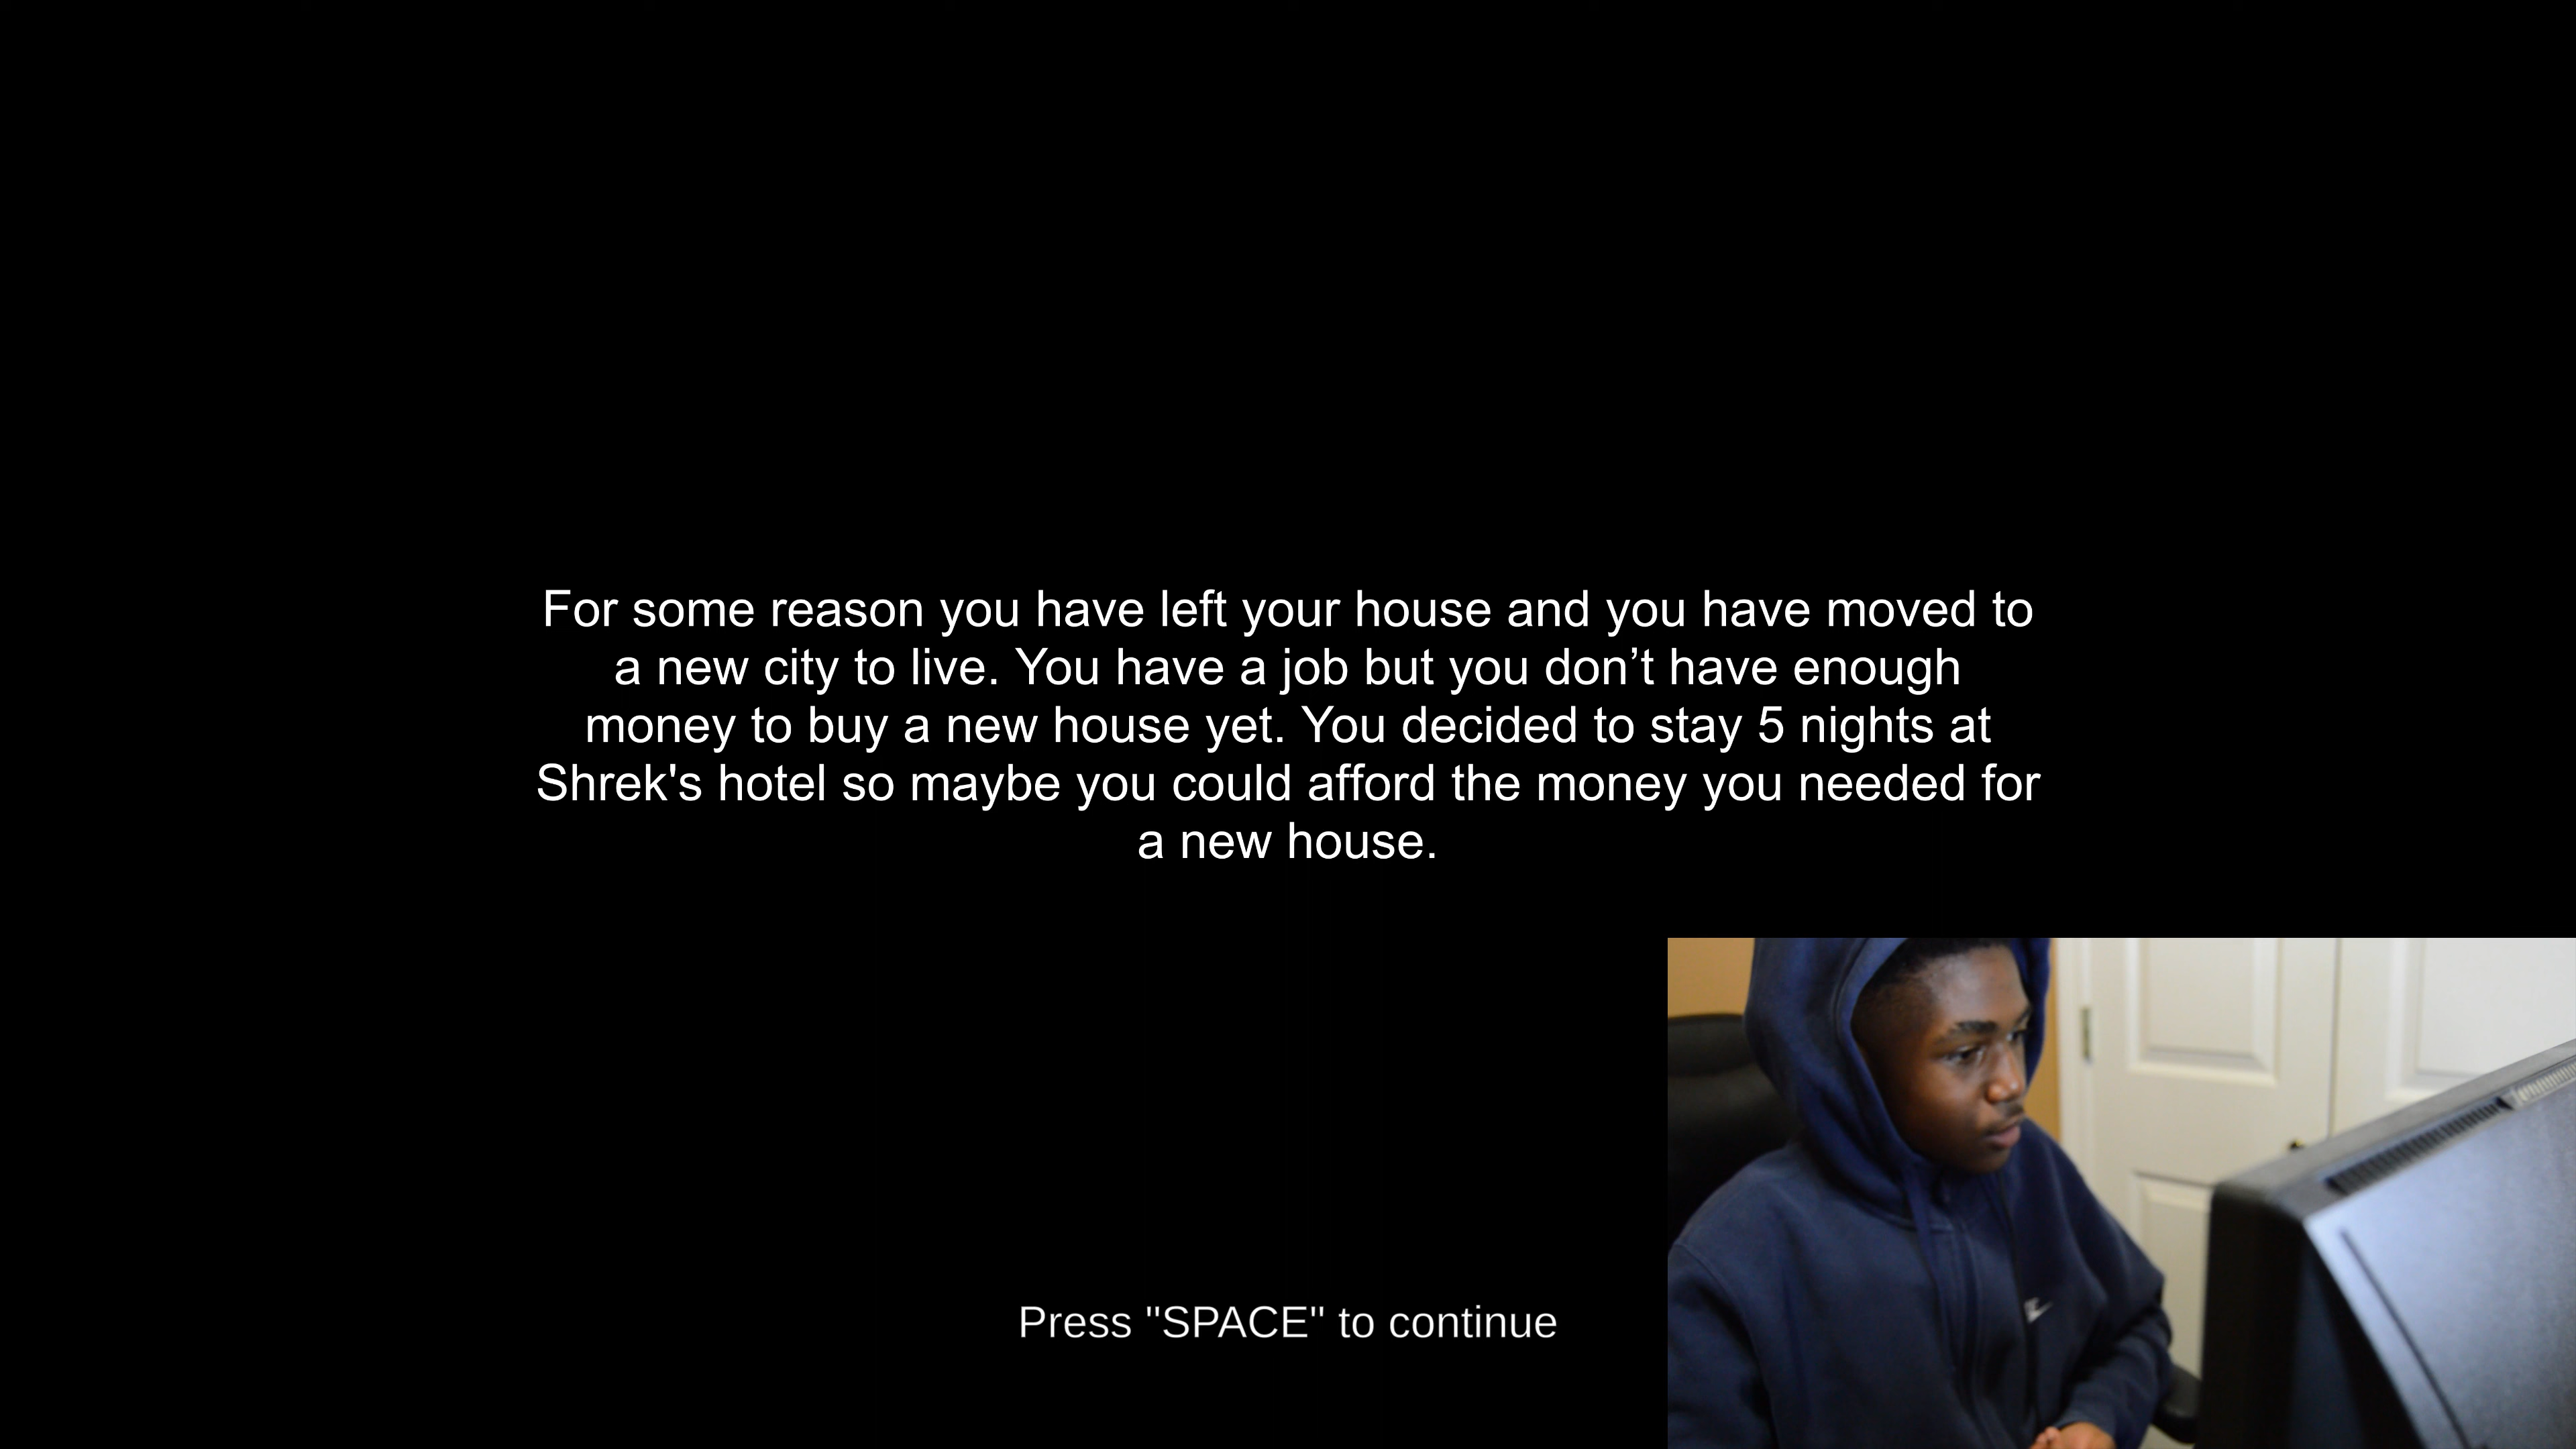 For some reason you have left your house and you have moved to
a new city to live. You have a job but you don’t have enough
money to buy a new house yet. You decided to stay 5 nights at
Shrek's hotel so maybe you could afford the money you needed for
a new house.
Press "SPACE" to continue